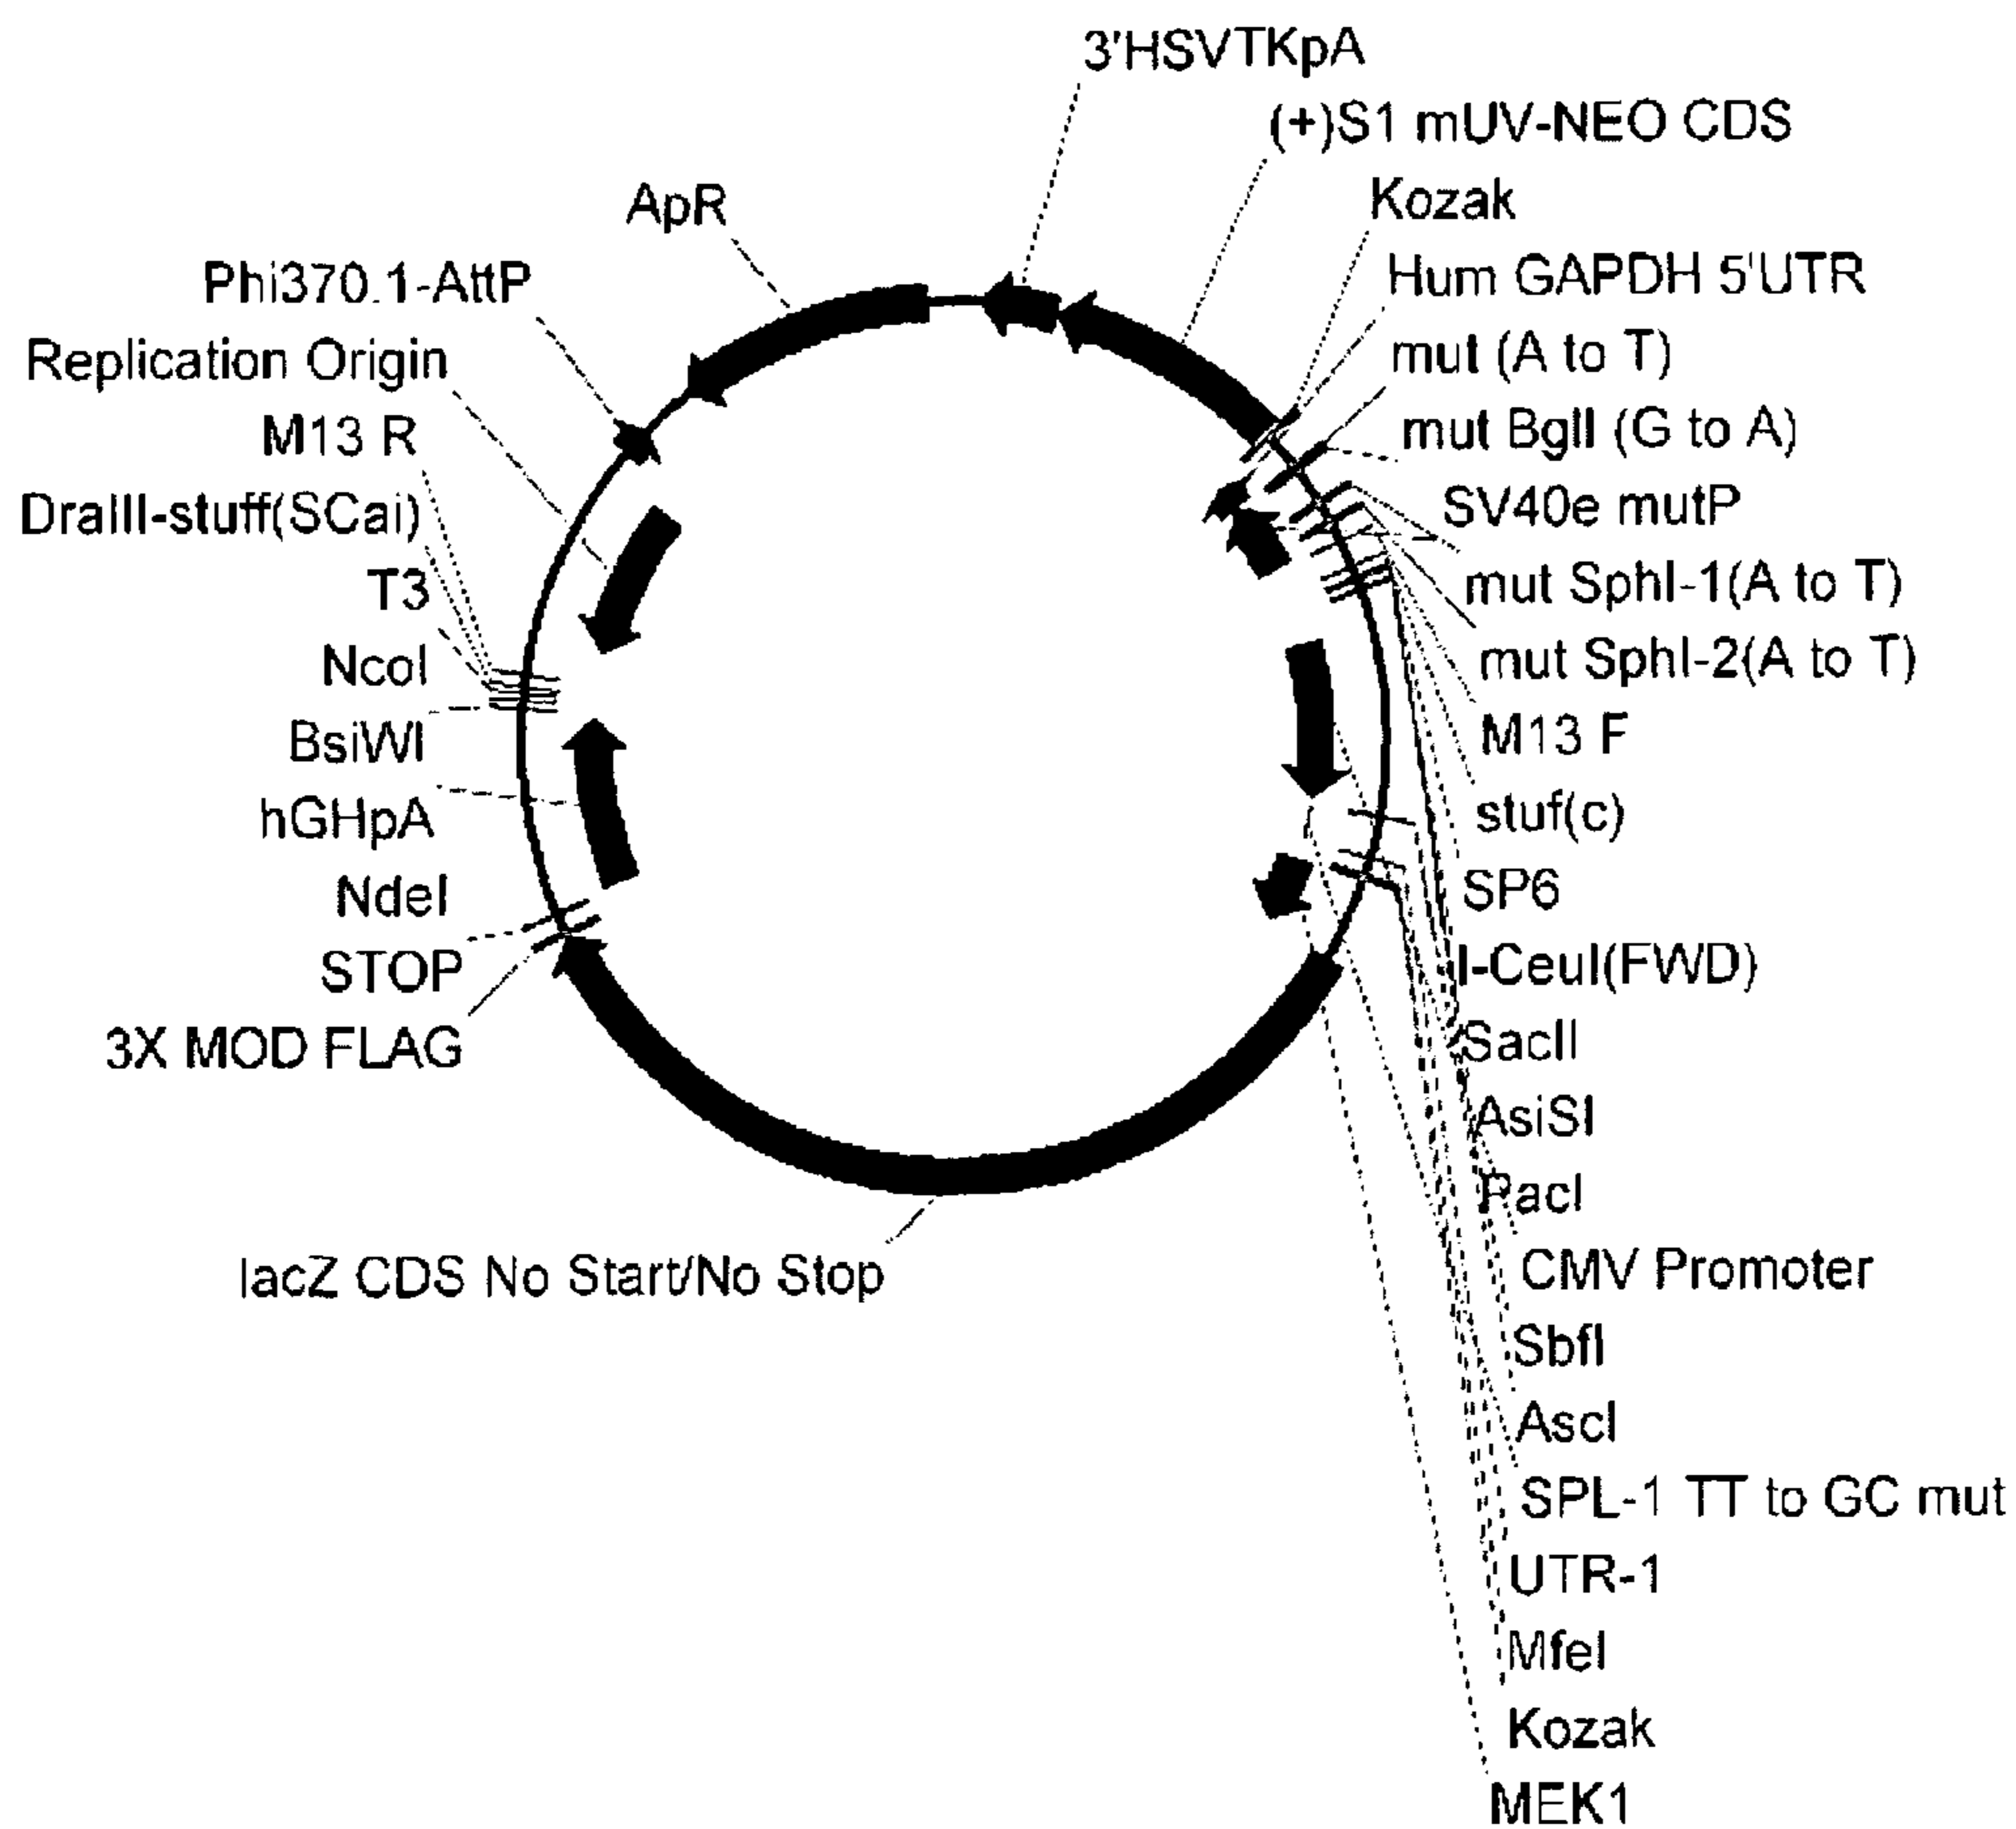 3'HSVTKpA
(+)S1 mUV-NEO CDS
Kozak
Hum GAPDH 5'UTR
mut (A to T)
mut BglI (G to A)
SV40e mutP
mut SphI-1(A to T)
mut SphI-2(A to T)
M13 F
stuf(c)
SP6
I-CeuI(FWD)
SacII
AsiSI
PacI
CMV Promoter
SbfI
AscI
SPL-1 TT to GC mut
UTR-1
MfeI
Kozak
MEK1
lacZ CDS No Start/No Stop
3X MOD FLAG
STOP
NdeI
hGHpA
BsiWI
NcoI
T3
DraIII-stuff(SCai)
M13 R
Replication Origin
Phi370.1-AttP
ApR